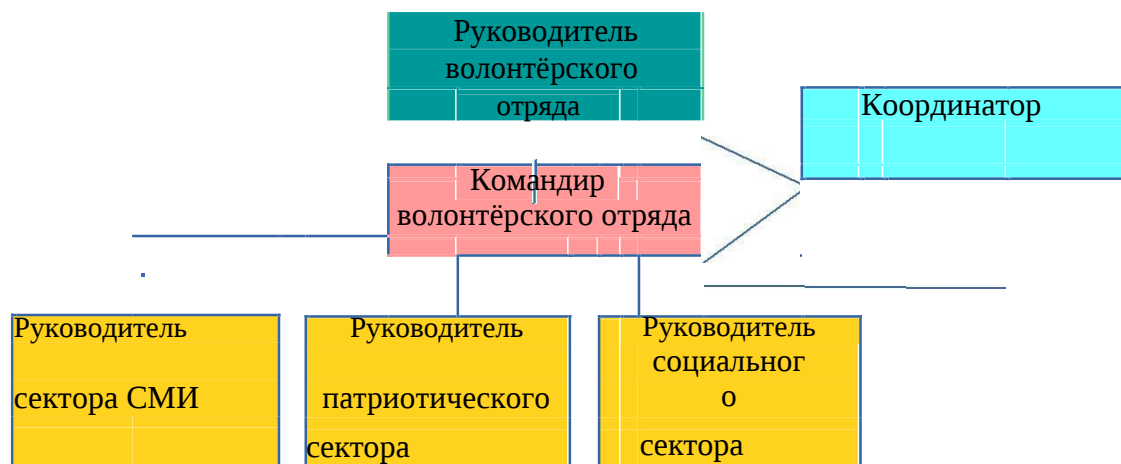 Руководитель
волонтёрского
отряда
Координатор
Командир
волонтёрского отряда
Руководитель
сектора СМИ
Руководитель
патриотического
сектора
Руководитель
социальног
о
сектора